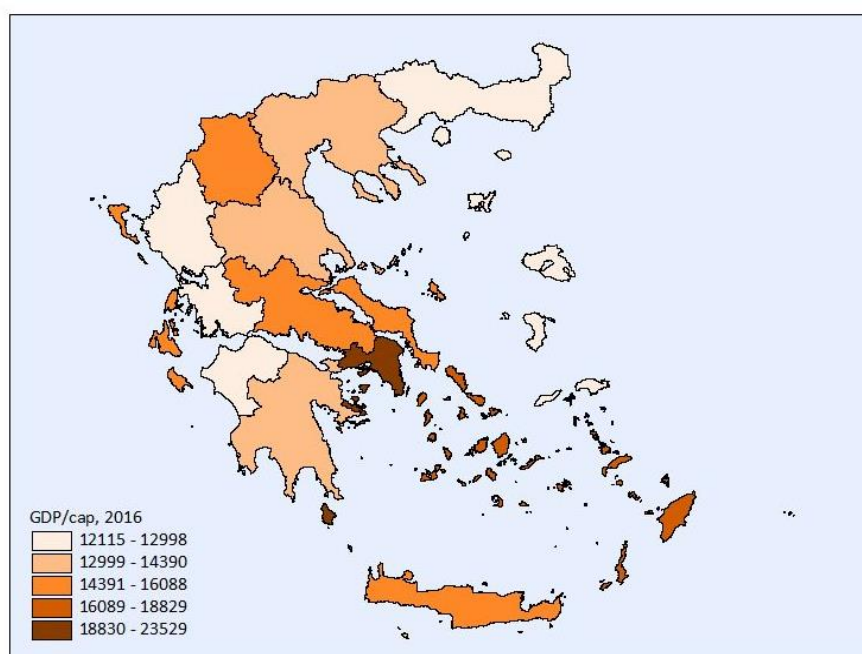 GDP/cap, 2016
12115 - 12998
12999 - 14390
14391 - 16088
16089 - 18829
18830 - 23529